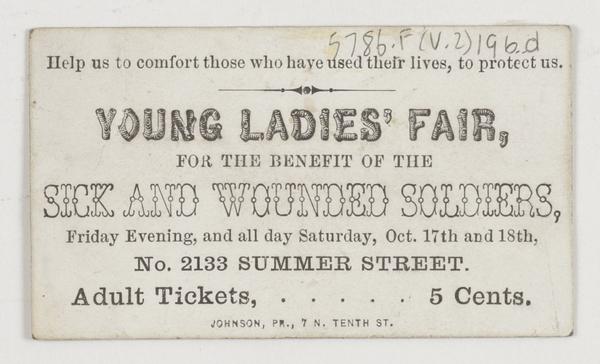 5786.F (V.2) 196.d
Help us to comfort those who have used their lives, to protect us.
YOUNG LADIES' FAIR,
FOR THE BENEFIT OF THE
SICK AND WOUNDED SOLDIERS,
Friday Evening, and all day Saturday, Oct. 17th and 18th,
No. 2133 SUMMER STREET.
Adult Tickets, . . . . . . 5 Cents.
JOHNSON, PR., 7 N. TENTH ST.